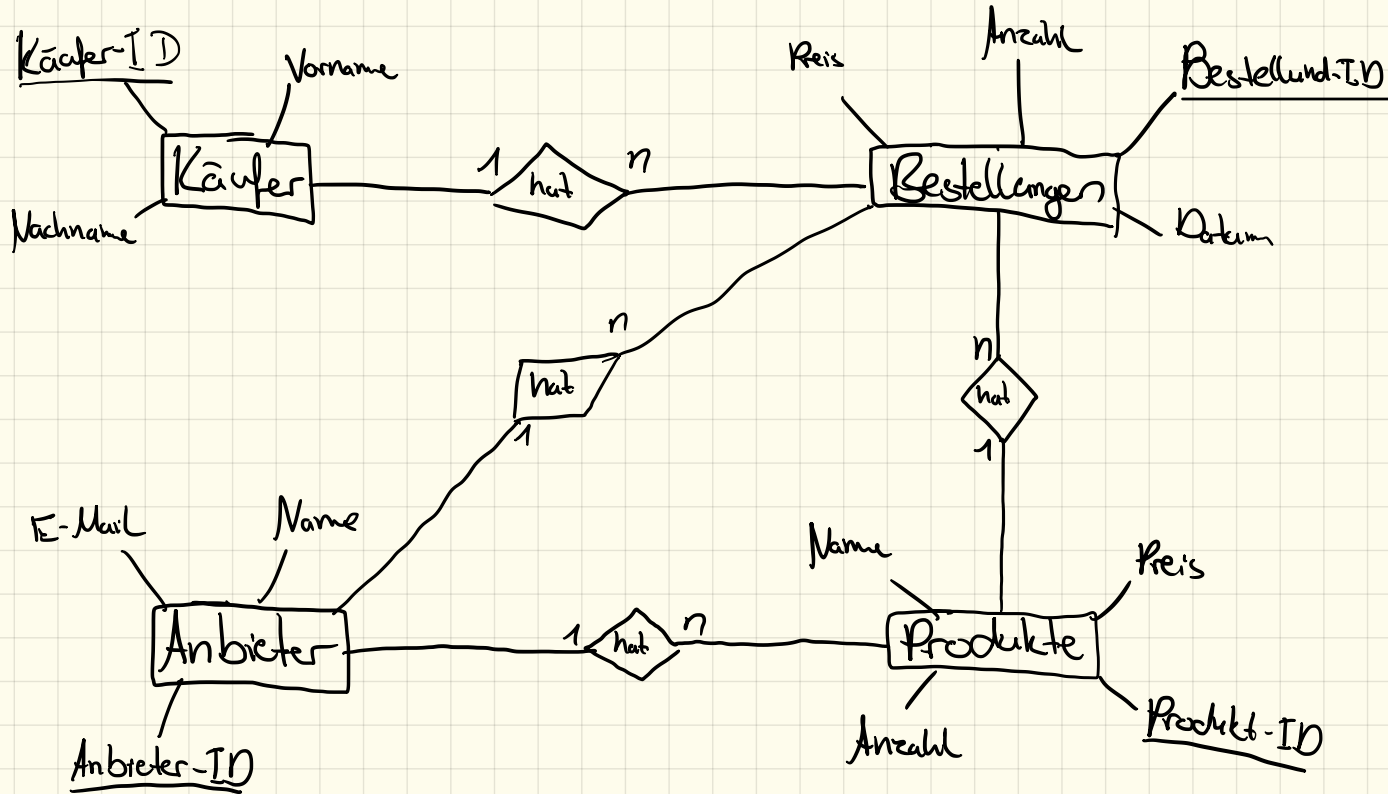 Käufer-ID
Vorname
Preis
Anzahl
Bestellund-ID
Käufer
1
hat
n
Bestellungen
Nachname
Datum
n
hat
1
n
hat
1
E-Mail
Name
Name
Preis
Anbieter
1
hat
n
Produkte
Anbieter-ID
Anzahl
Produkt-ID